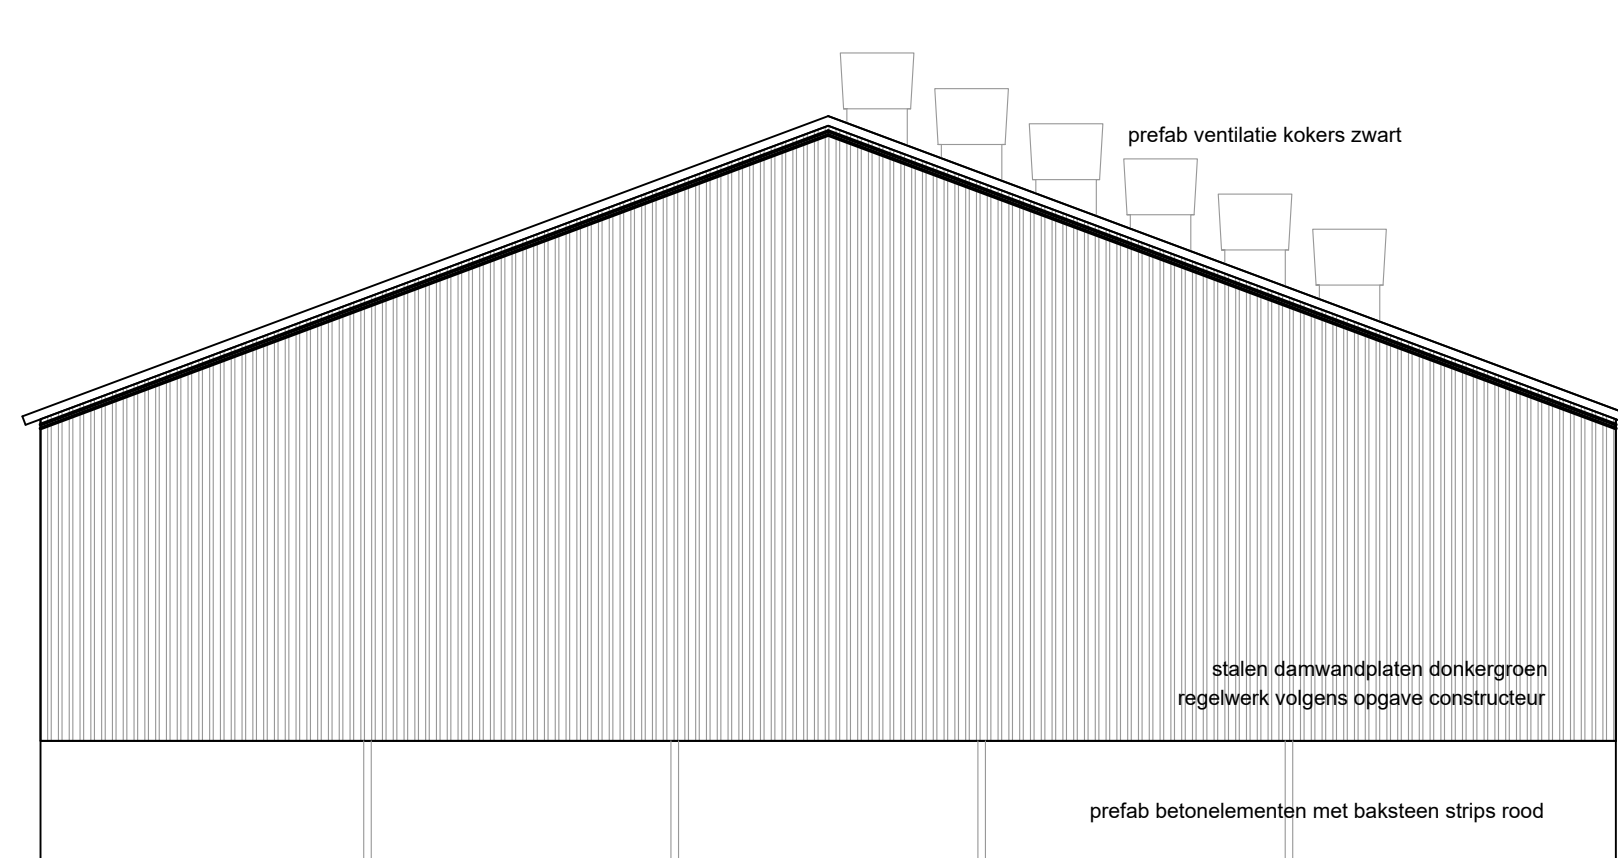 prefab ventilatie kokers zwart
stalen damwandplaten donkergroen
regelwerk volgens opgave constructeur
prefab betonelementen met baksteen strips rood